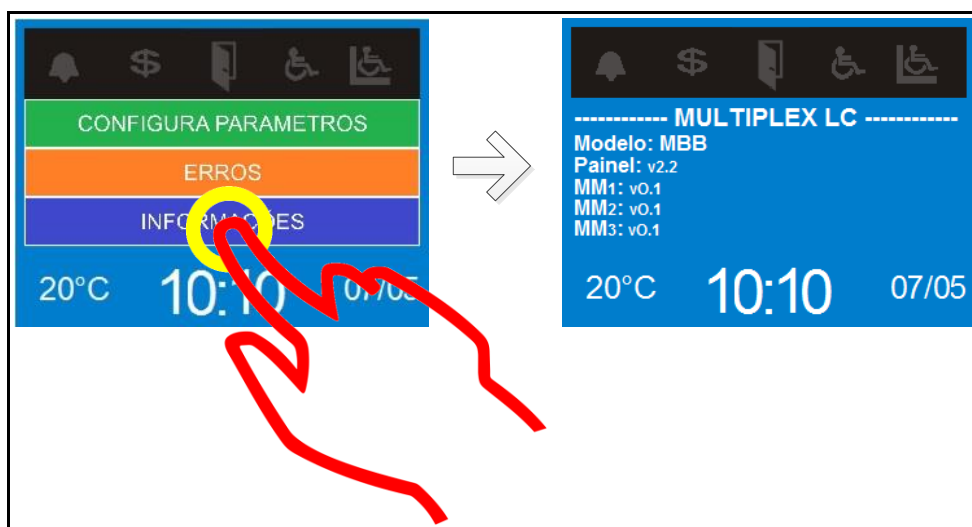 CONFIGURA PARAMETROS
ERROS
INFORMAÇÕES
20°C 10:10 07/05
------------ MULTIPLEX LC ------------
Modelo: MBB
Painel: v2.2
MM1: v0.1
MM2: v0.1
MM3: v0.1
20°C 10:10 07/05